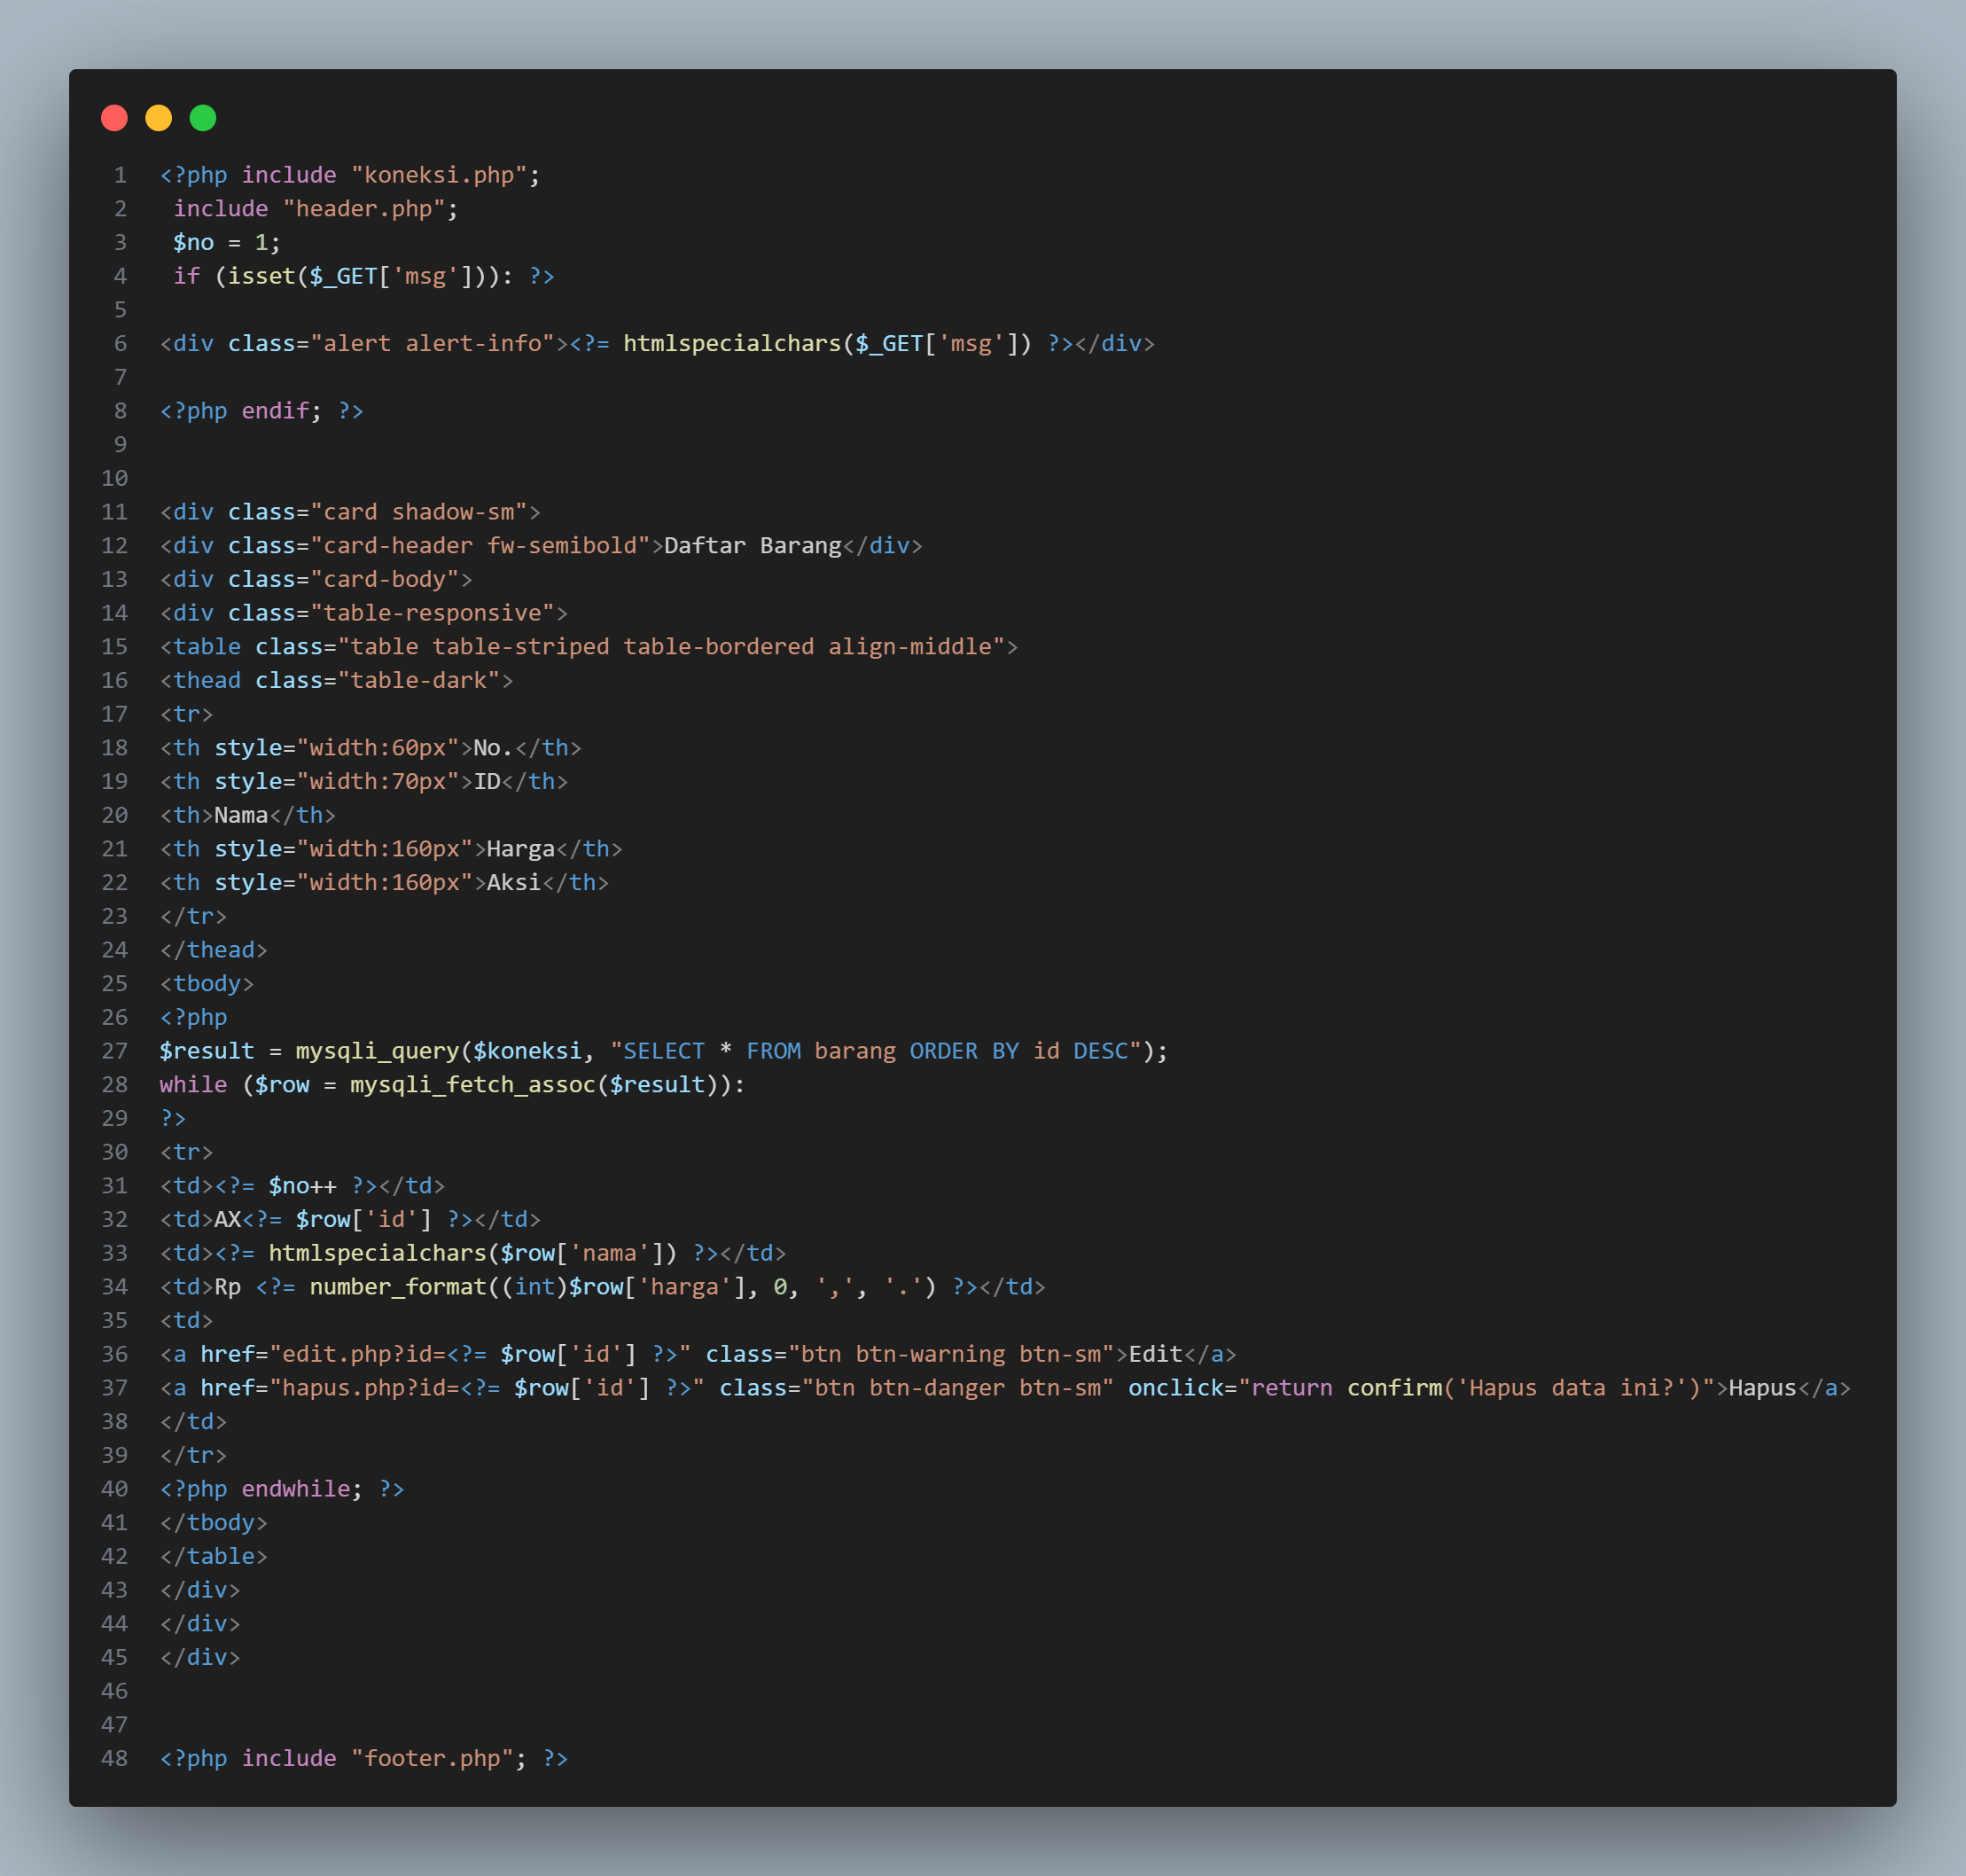 1 <?php include "koneksi.php";
2  include "header.php";
3  $no = 1;
4  if (isset($_GET['msg'])): ?>
5
6 <div class="alert alert-info"><?= htmlspecialchars($_GET['msg']) ?></div>
7
8 <?php endif; ?>
9
10
11 <div class="card shadow-sm">
12 <div class="card-header fw-semibold">Daftar Barang</div>
13 <div class="card-body">
14 <div class="table-responsive">
15 <table class="table table-striped table-bordered align-middle">
16 <thead class="table-dark">
17 <tr>
18 <th style="width:60px">No.</th>
19 <th style="width:70px">ID</th>
20 <th>Nama</th>
21 <th style="width:160px">Harga</th>
22 <th style="width:160px">Aksi</th>
23 </tr>
24 </thead>
25 <tbody>
26 <?php
27 $result = mysqli_query($koneksi, "SELECT * FROM barang ORDER BY id DESC");
28 while ($row = mysqli_fetch_assoc($result)):
29 ?>
30 <tr>
31 <td><?= $no++ ?></td>
32 <td>AX<?= $row['id'] ?></td>
33 <td><?= htmlspecialchars($row['nama']) ?></td>
34 <td>Rp <?= number_format((int)$row['harga'], 0, ',', '.') ?></td>
35 <td>
36 <a href="edit.php?id=<?= $row['id'] ?>" class="btn btn-warning btn-sm">Edit</a>
37 <a href="hapus.php?id=<?= $row['id'] ?>" class="btn btn-danger btn-sm" onclick="return confirm('Hapus data ini?')">Hapus</a>
38 </td>
39 </tr>
40 <?php endwhile; ?>
41 </tbody>
42 </table>
43 </div>
44 </div>
45 </div>
46
47
48 <?php include "footer.php"; ?>